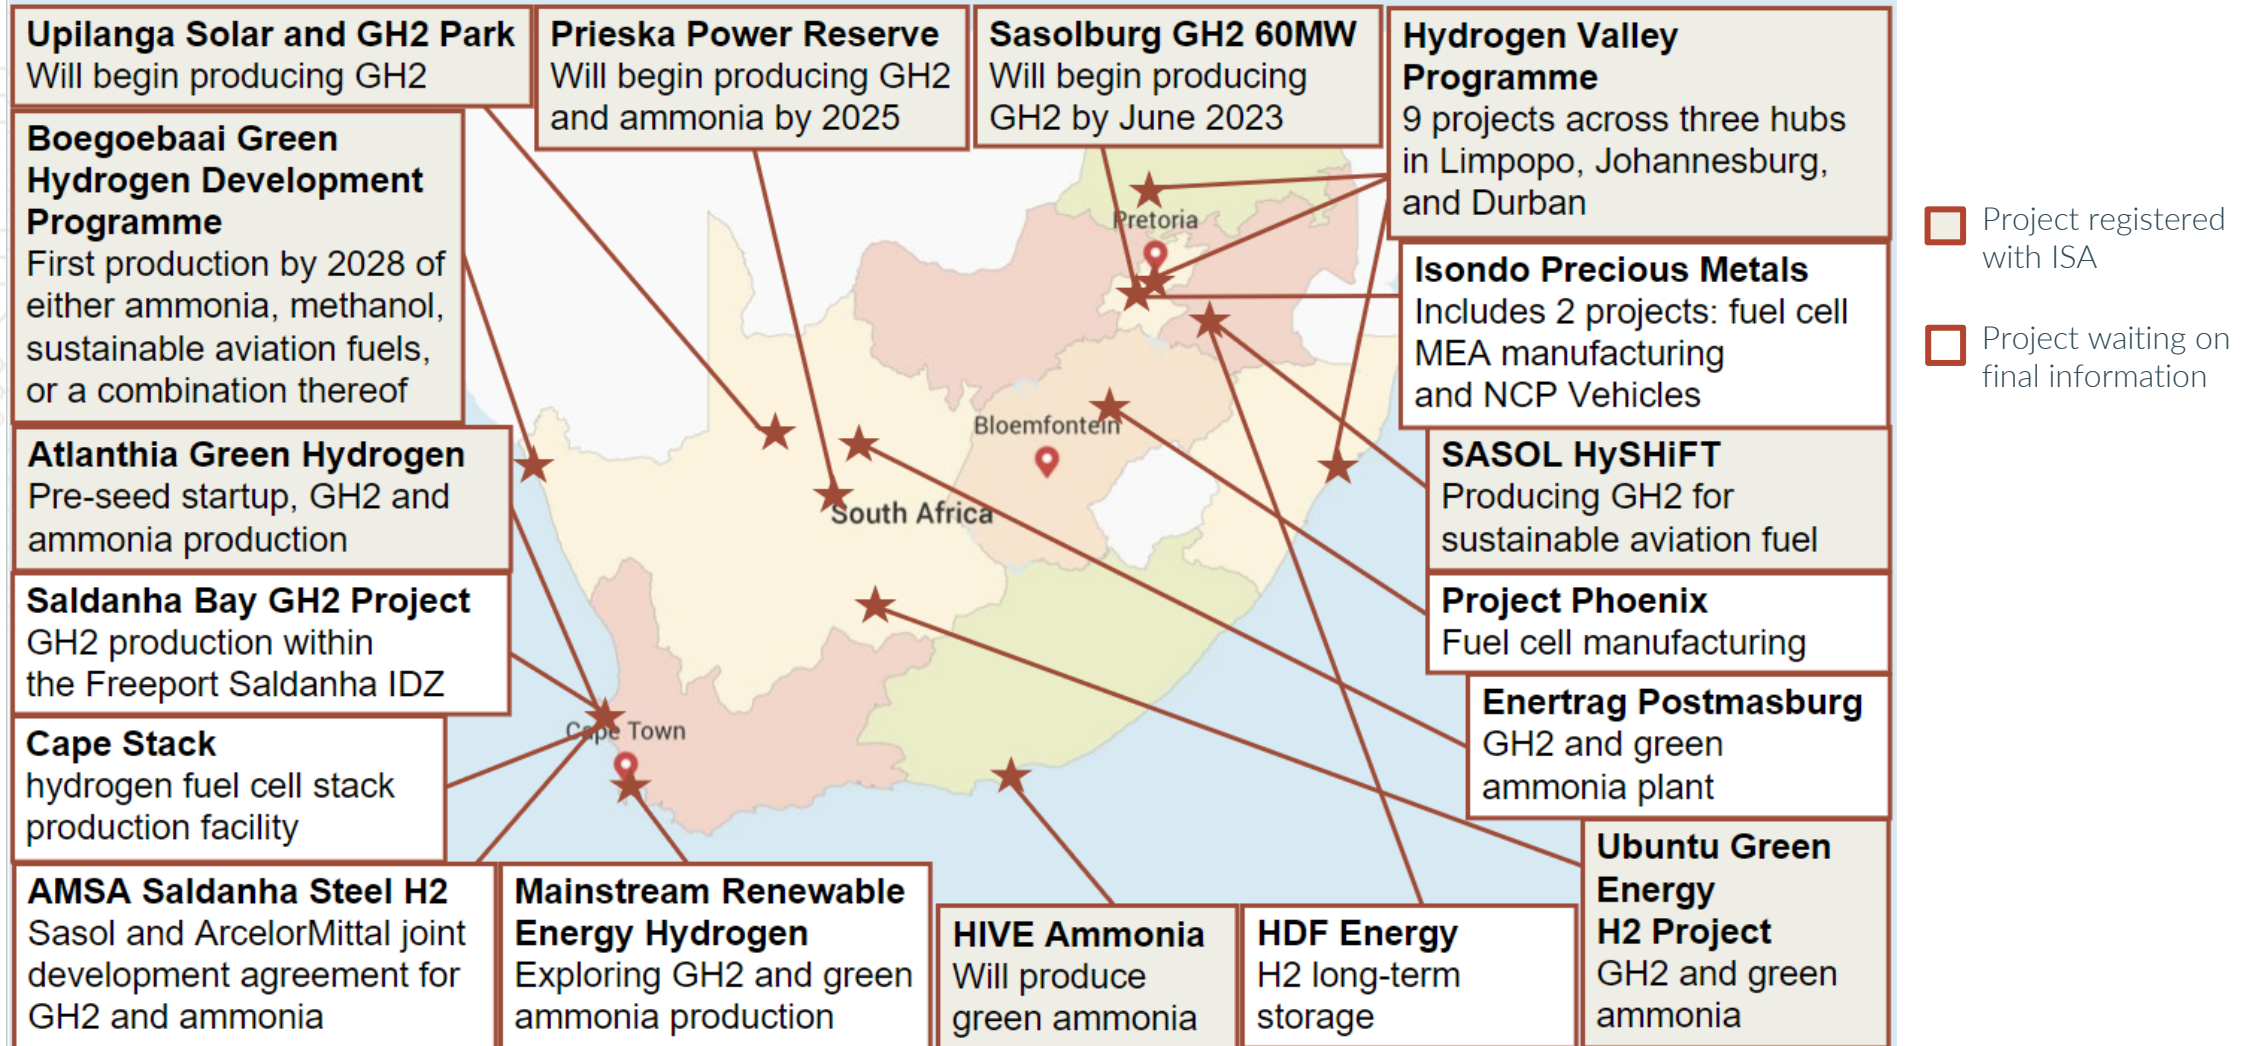 Upilanga Solar and GH2 Park
Will begin producing GH2
Prieska Power Reserve
Will begin producing GH2
and ammonia by 2025
Sasolburg GH2 60MW
Will begin producing
GH2 by June 2023
Hydrogen Valley
Programme
9 projects across three hubs
in Limpopo, Johannesburg,
and Durban
Boegoebaai Green
Hydrogen Development
Programme
First production by 2028 of
either ammonia, methanol,
sustainable aviation fuels,
or a combination thereof
Isondo Precious Metals
Includes 2 projects: fuel cell
MEA manufacturing
and NCP Vehicles
Atlanthia Green Hydrogen
Pre-seed startup, GH2 and
ammonia production
SASOL HySHiFT
Producing GH2 for
sustainable aviation fuel
Saldanha Bay GH2 Project
GH2 production within
the Freeport Saldanha IDZ
Project Phoenix
Fuel cell manufacturing
Cape Stack
hydrogen fuel cell stack
production facility
Enertrag Postmasburg
GH2 and green
ammonia plant
AMSA Saldanha Steel H2
Sasol and ArcelorMittal joint
development agreement for
GH2 and ammonia
Mainstream Renewable
Energy Hydrogen
Exploring GH2 and green
ammonia production
HIVE Ammonia
Will produce
green ammonia
HDF Energy
H2 long-term
storage
Ubuntu Green
Energy
H2 Project
GH2 and green
ammonia
Pretoria
Bloemfontein
South Africa
Cape Town
Project registered
with ISA
Project waiting on
final information